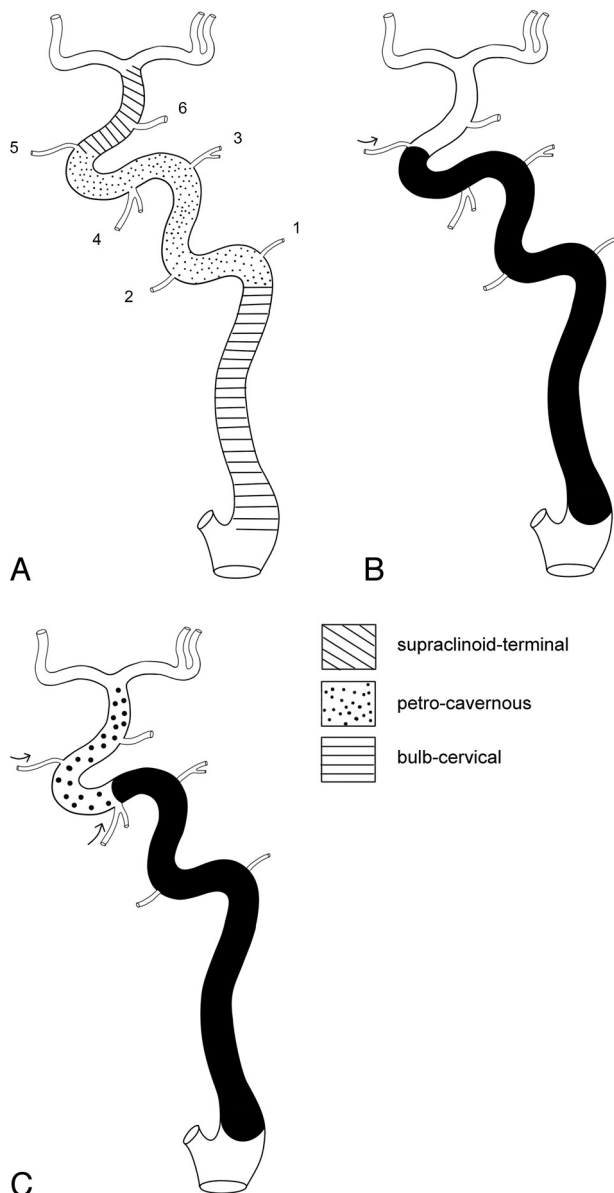 6
5
3
4
1
2
A
B
supraclinoid-terminal
petro-cavernous
bulb-cervical
C